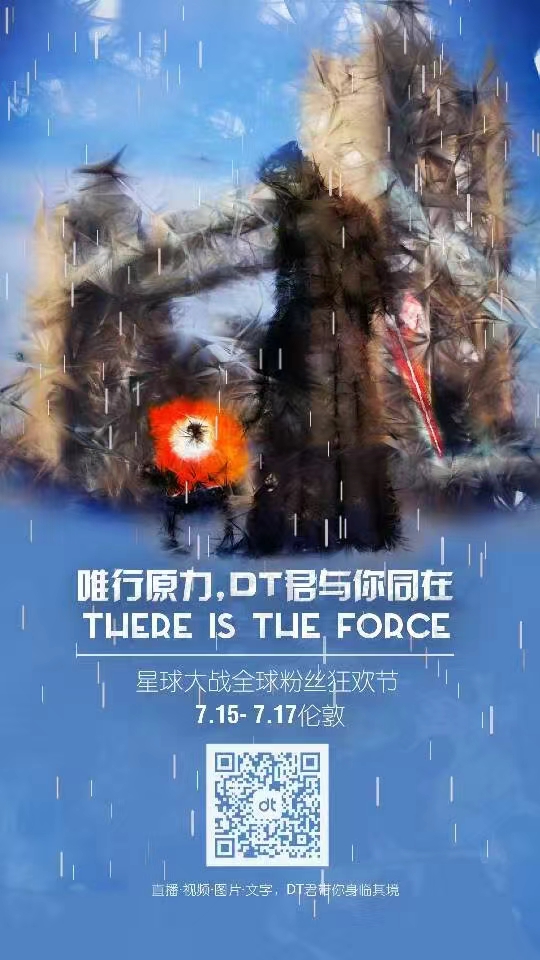 唯行原力,DT君与你同在
THERE IS THE FORCE
星球大战全球粉丝狂欢节
7.15- 7.17伦敦
dt
直播·视频·图片·文字，DT君带你身临其境